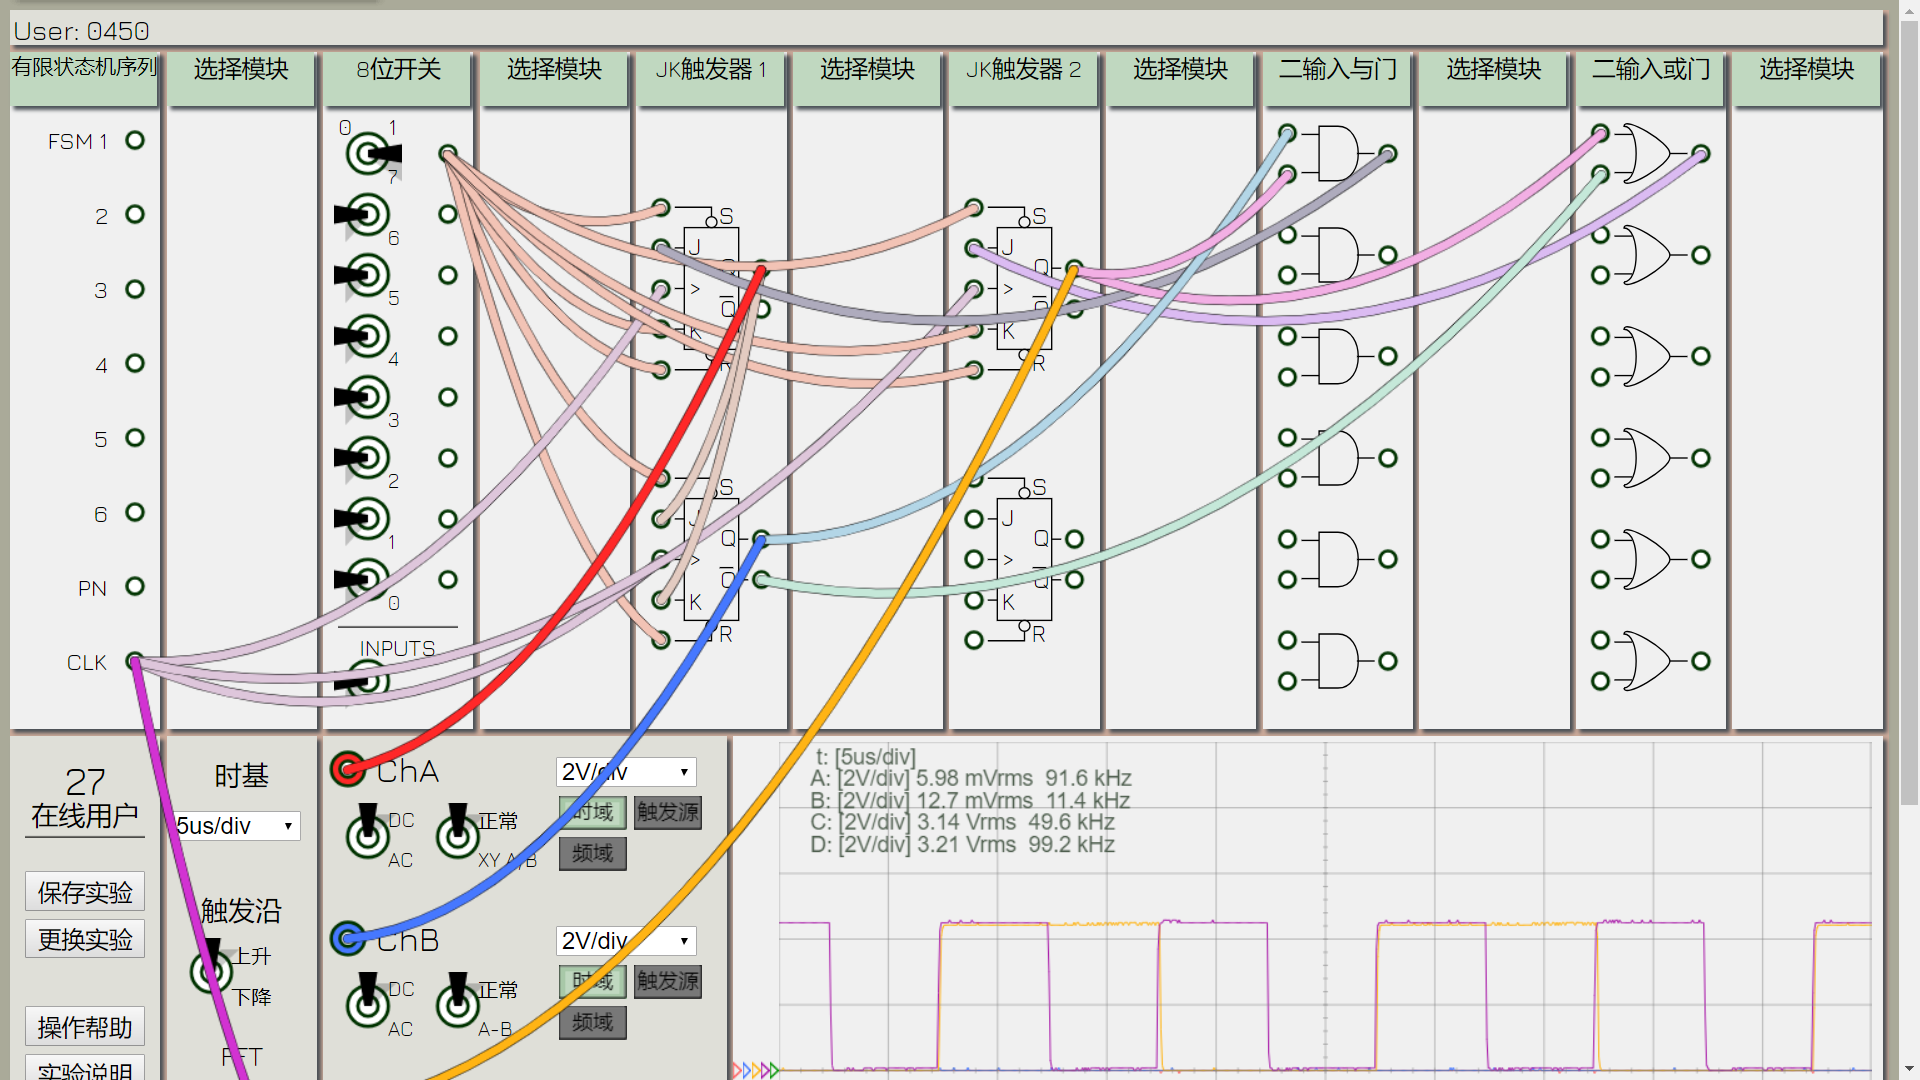 User: 0450
有限状态机序列 选择模块 8位开关 选择模块 JK触发器 1 选择模块 JK触发器 2 选择模块 二输入与门 选择模块 二输入或门 选择模块
FSM 1
2
3
4
5
6
PN
CLK
0 1
7
6
5
4
3
2
1
0
INPUTS
S
J
Q
>
Q
K
R
S
J
Q
>
Q
K
R
S
J
Q
>
Q
K
R
S
J
Q
>
Q
K
R
27
在线用户
保存实验
更换实验
操作帮助
实验说明
时基
5us/div
触发沿
上升
下降
FFT
ChA
2V/div
DC
AC
正常
XY A/B
时域
触发源
频域
ChB
2V/div
DC
AC
正常
A-B
时域
触发源
频域
t: [5us/div]
A: [2V/div] 5.98 mVrms 91.6 kHz
B: [2V/div] 12.7 mVrms 11.4 kHz
C: [2V/div] 3.14 Vrms 49.6 kHz
D: [2V/div] 3.21 Vrms 99.2 kHz